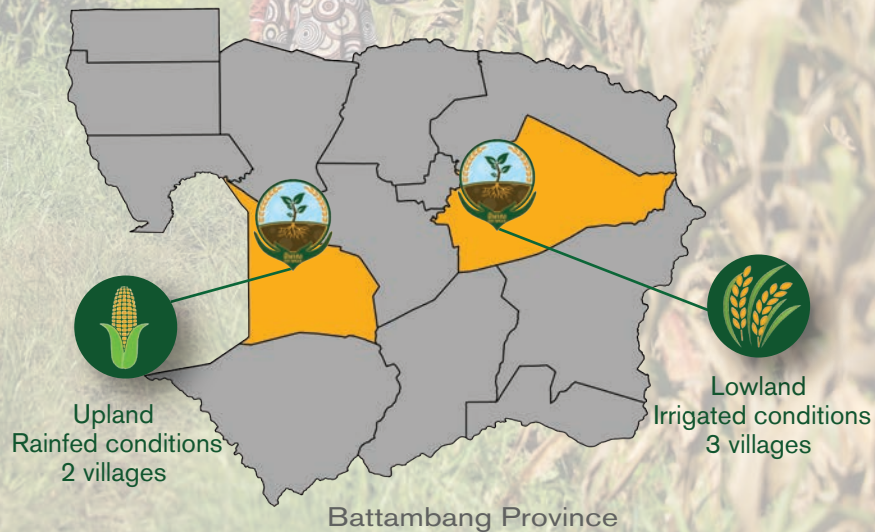 Upland
Rainfed conditions
2 villages
Lowland
Irrigated conditions
3 villages
Battambang Province